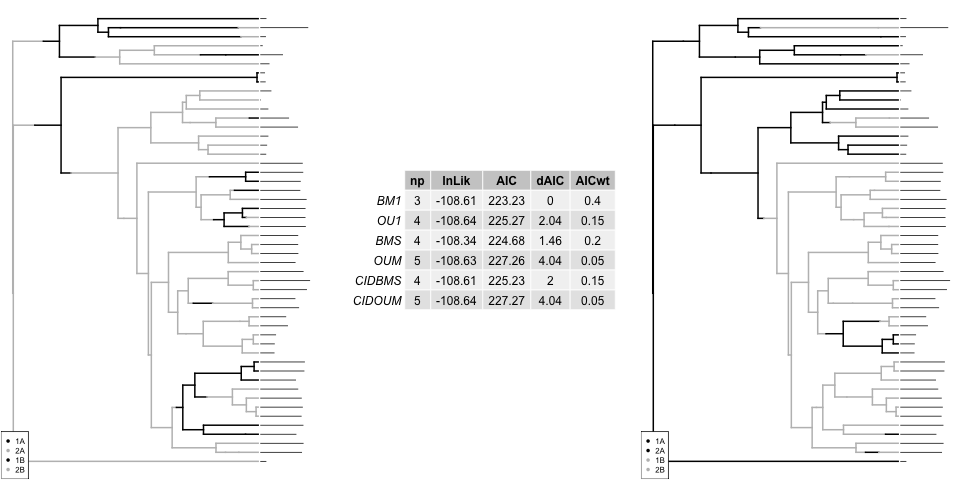 np lnLik AIC dAIC AICwt
BM1 3 -108.61 223.23 0 0.4
OU1 4 -108.64 225.27 2.04 0.15
BMS 4 -108.34 224.68 1.46 0.2
OUM 5 -108.63 227.26 4.04 0.05
CIDBMS 4 -108.61 225.23 2 0.15
CIDOUM 5 -108.64 227.27 4.04 0.05
1A
2A
1B
2B
1A
2A
1B
2B